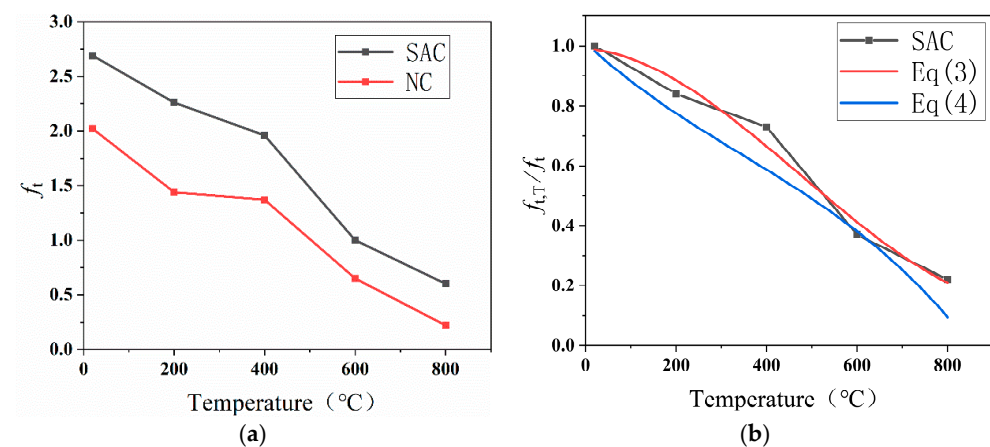 3.0
2.5
2.0
1.5
1.0
0.5
0.0
0 200 400 600 800
f_t
Temperature（℃）
SAC
NC
(a)
1.0
0.8
0.6
0.4
0.2
0.0
0 200 400 600 800
f_t,T/f_t
Temperature（℃）
SAC
Eq(3)
Eq(4)
(b)